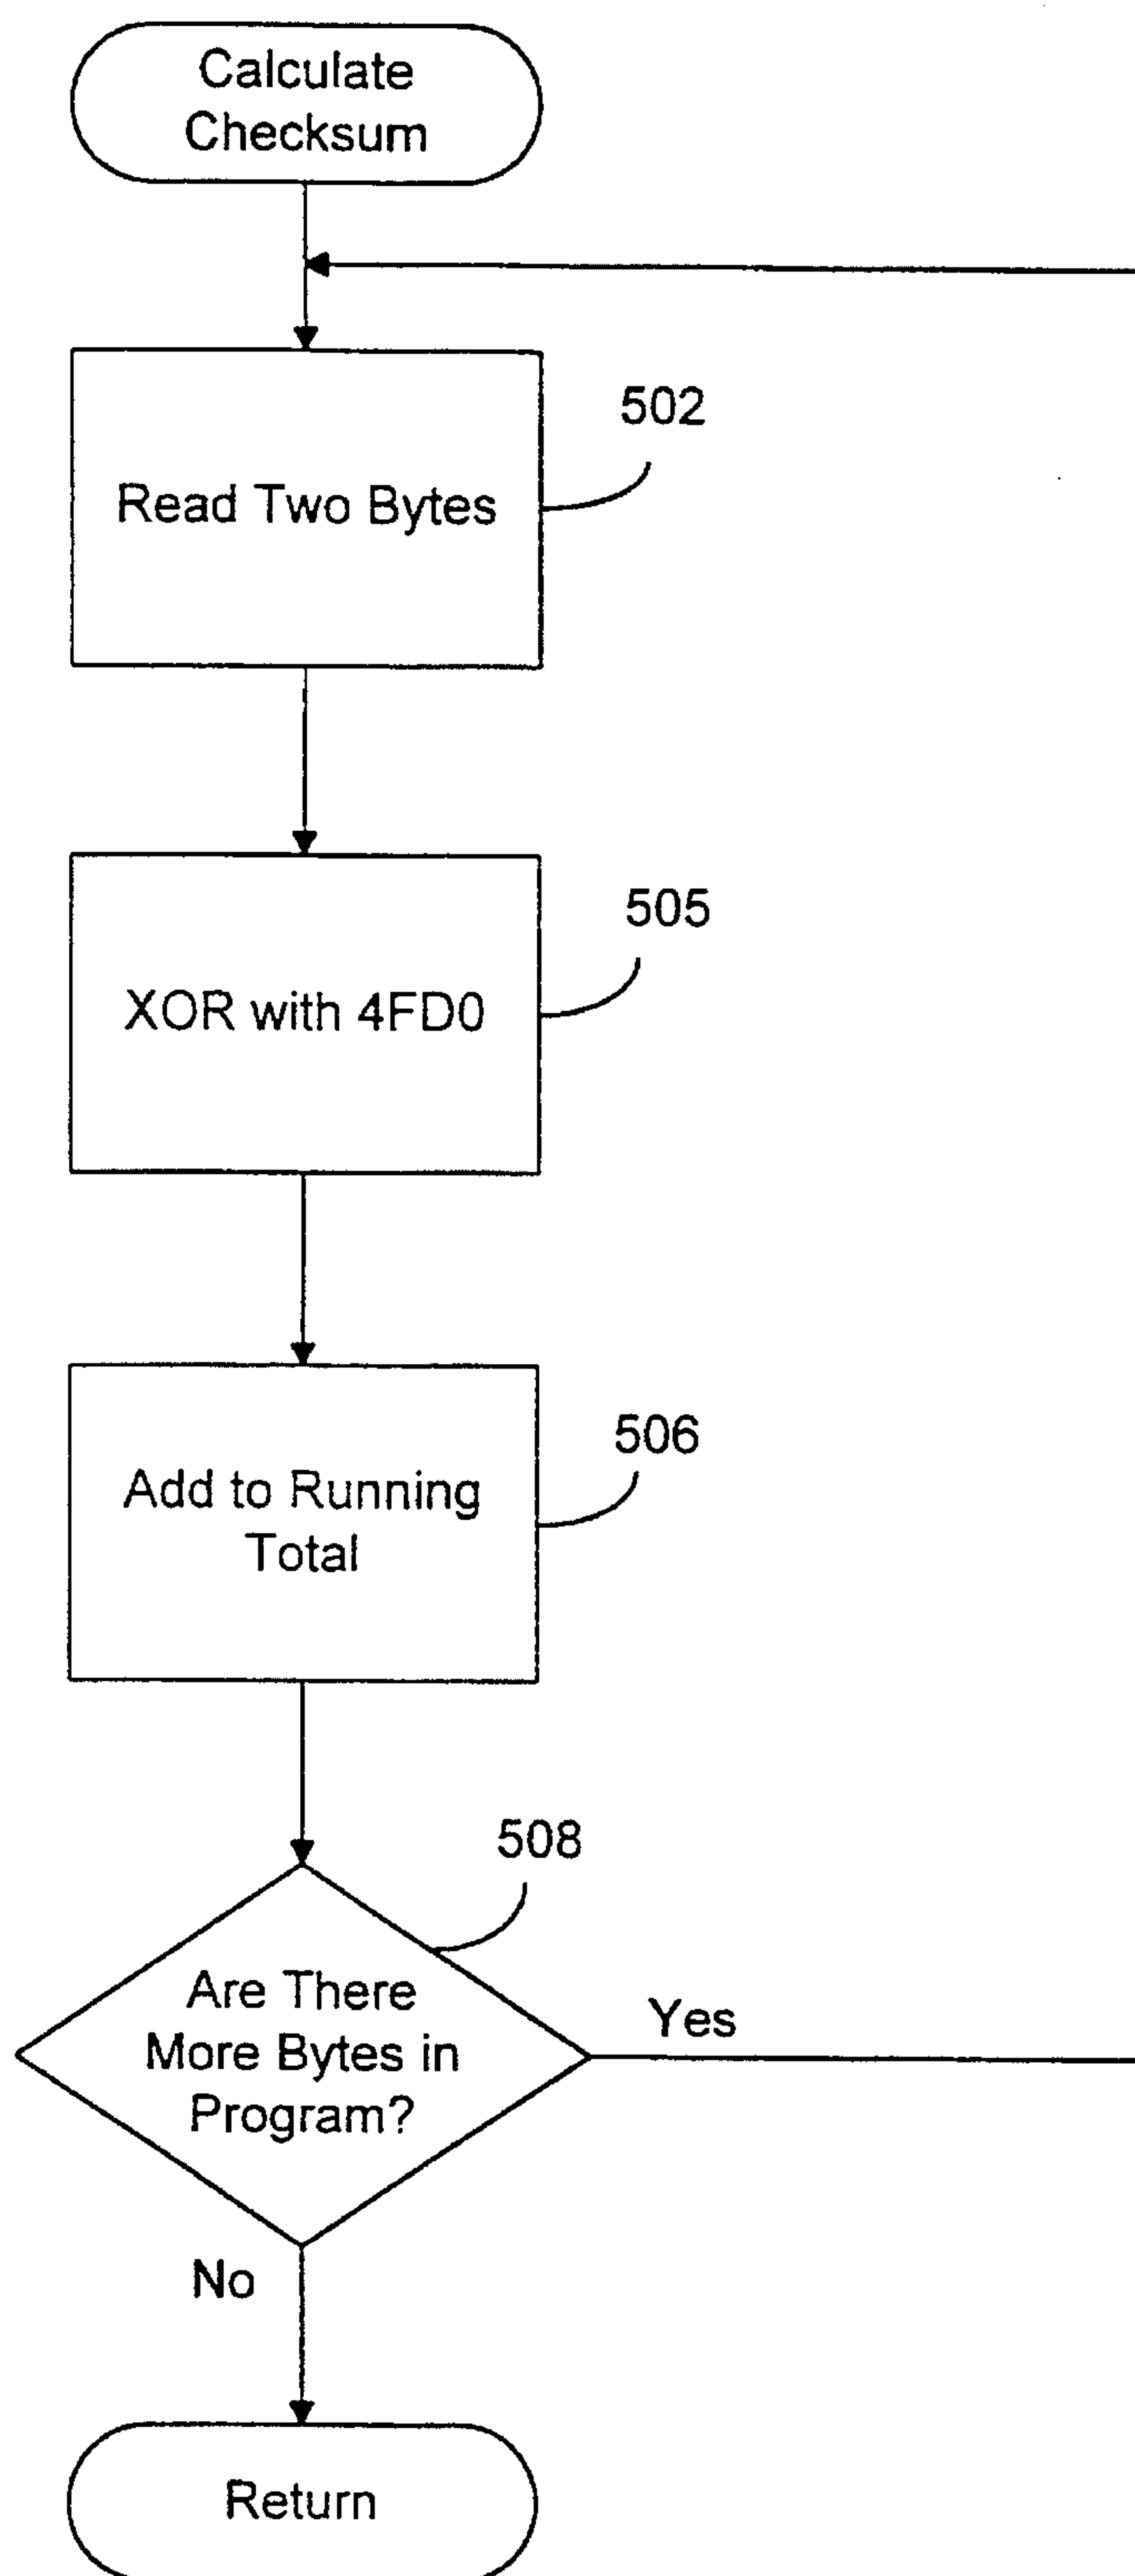 Calculate
Checksum
502
Read Two Bytes
505
XOR with 4FD0
506
Add to Running
Total
508
Are There
More Bytes in
Program?
Yes
No
Return